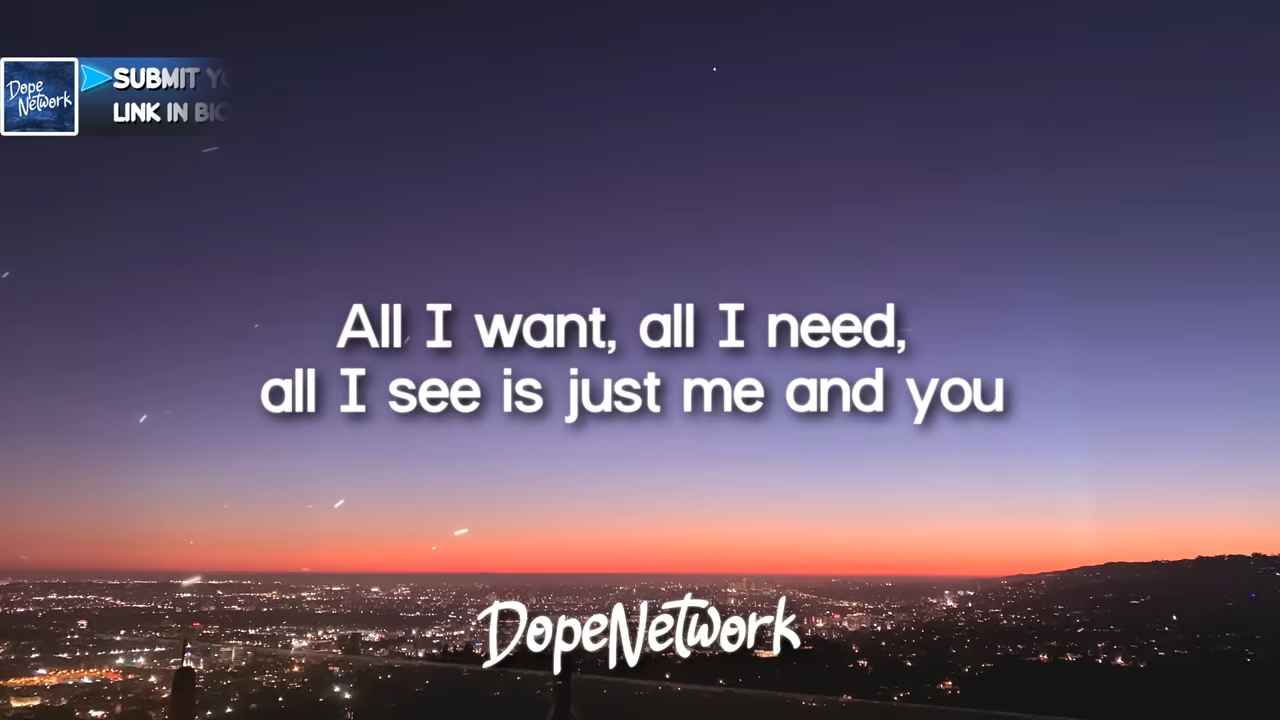 Dope
Network
SUBMIT
LINK IN
All I want, all I need,
all I see is just me and you
DopeNetwork